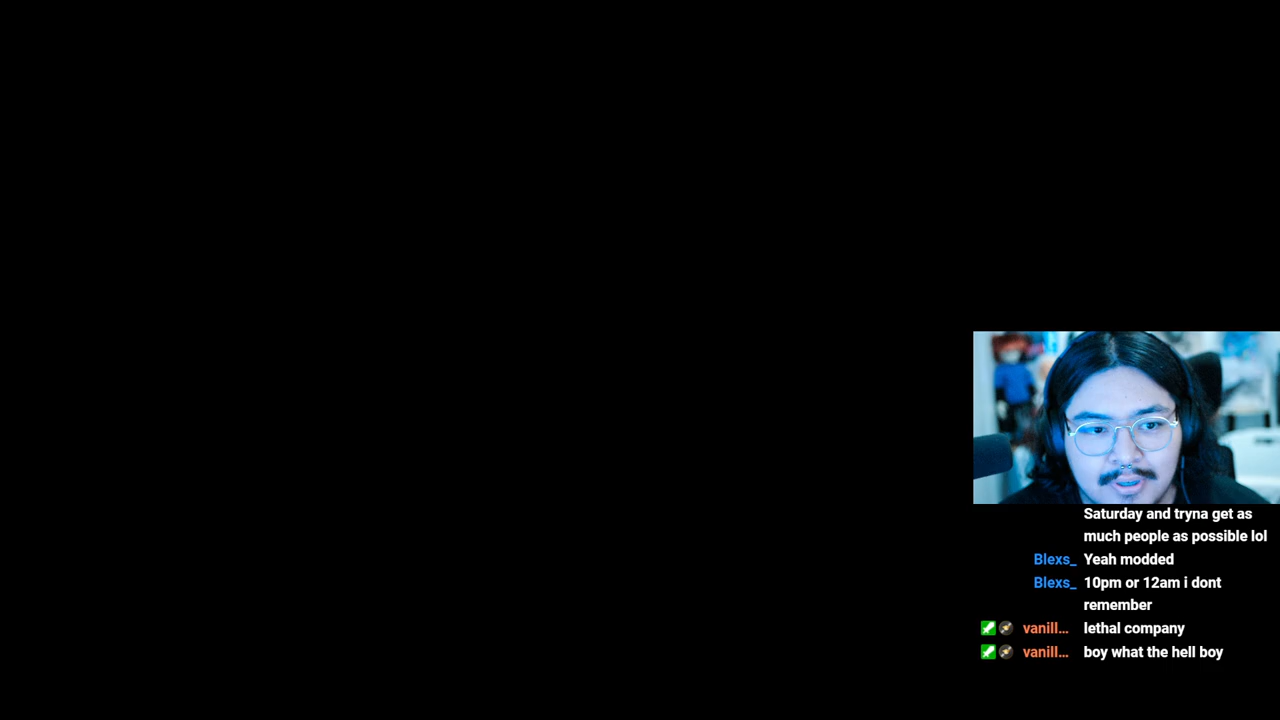 Saturday and tryna get as
much people as possible lol
Blexs_ Yeah modded
Blexs_ 10pm or 12am i dont
remember
vanill... lethal company
vanill... boy what the hell boy